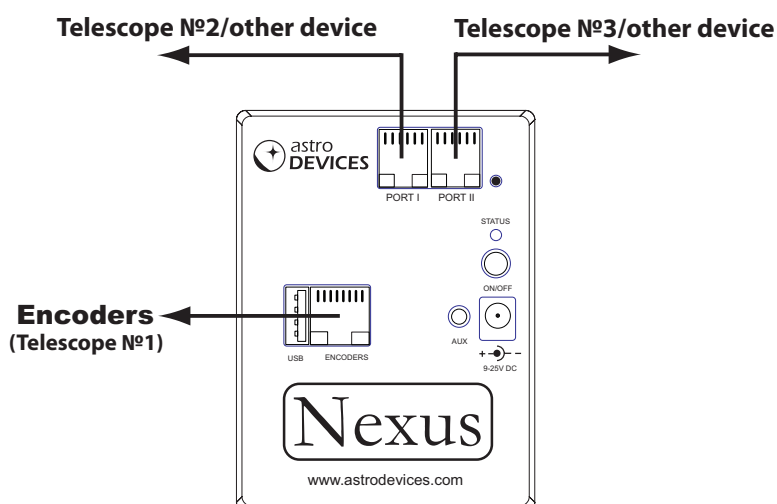 Telescope №2/other device
Telescope №3/other device
astro
DEVICES
PORT I
PORT II
STATUS
ON/OFF
Encoders
(Telescope №1)
AUX
USB
ENCODERS
+ -
9-25V DC
Nexus
www.astrodevices.com